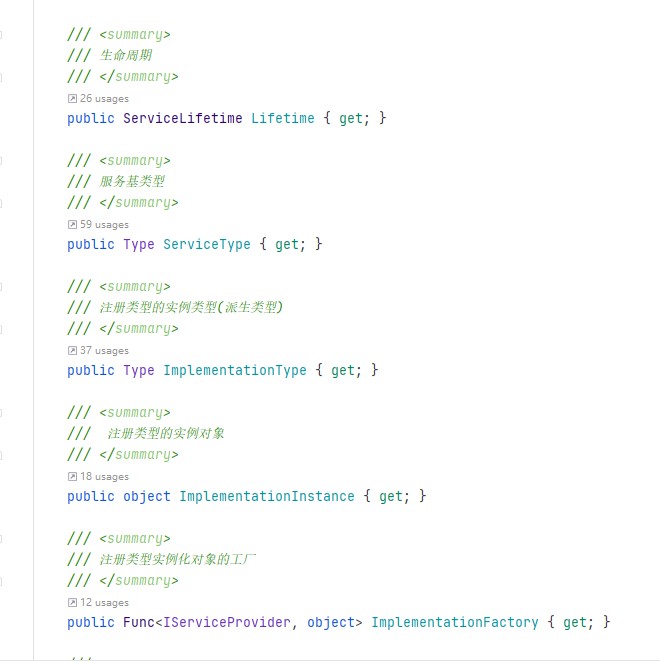 /// <summary>
/// 生命周期
/// </summary>
26 usages
public ServiceLifetime Lifetime { get; }
/// <summary>
/// 服务基类型
/// </summary>
59 usages
public Type ServiceType { get; }
/// <summary>
/// 注册类型的实例类型(派生类型)
/// </summary>
37 usages
public Type ImplementationType { get; }
/// <summary>
///  注册类型的实例对象
/// </summary>
18 usages
public object ImplementationInstance { get; }
/// <summary>
/// 注册类型实例化对象的工厂
/// </summary>
12 usages
public Func<IServiceProvider, object> ImplementationFactory { get; }
///